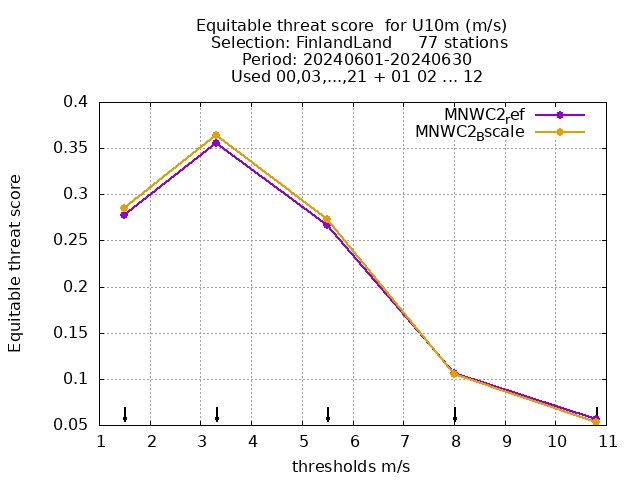 Equitable threat score  for U10m (m/s)
Selection: FinlandLand     77 stations
Period: 20240601-20240630
Used 00,03,...,21 + 01 02 ... 12
MNWC2ref
MNWC2Bscale
0.4
0.35
0.3
0.25
0.2
0.15
0.1
0.05
Equitable threat score
1 2 3 4 5 6 7 8 9 10 11
thresholds m/s